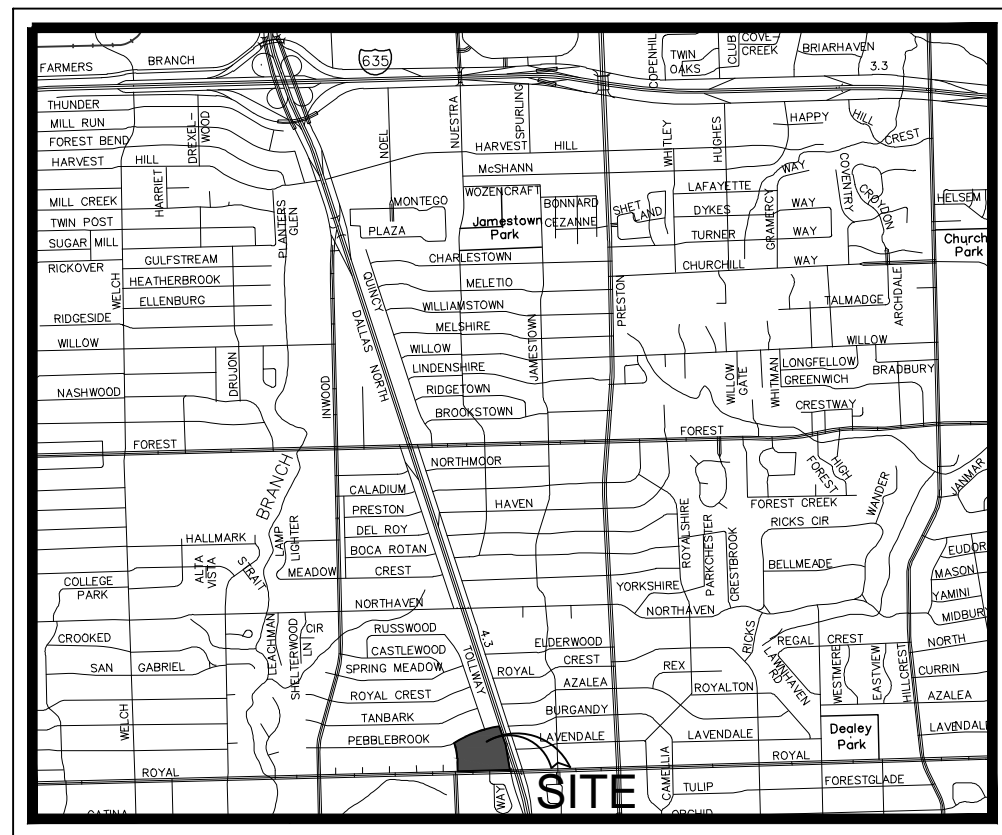 FARMERS BRANCH
635
COPENHIL
TWIN OAKS
CLUB
COVE-CREEK
BRIARHAVEN
3.3
THUNDER
MILL RUN
FOREST BEND
HARVEST HILL
DREXEL-WOOD
NOEL
NUESTRA
SPURLING
HARVEST HILL
WHITLEY
HUGHES
HAPPY HILL
CREST
McSHANN
HARRIET
MILL CREEK
TWIN POST
SUGAR MILL
RICKOVER
WELCH
GULFSTREAM
HEATHERBROOK
ELLENBURG
RIDGESIDE
WILLOW
PLANTERS GLEN
MONTEGO
PLAZA
WOZENCRAFT
Jamestown Park
BONNARD
CEZANNE
SHETLAND
LAFAYETTE WAY
DYKES WAY
TURNER WAY
GRAMERCY
COVENTRY
CROYDON
HELSEM
Church Park
CHARLESTOWN
CHURCHILL WAY
QUINCY
MELETIO
WILLIAMSTOWN
MELSHIRE
WILLOW
LINDENSHIRE
RIDGETOWN
BROOKSTOWN
JAMESTOWN
PRESTON
TALMADGE
ARCHDALE
DALLAS NORTH
INWOOD
DRUJON
NASHWOOD
WILLOW
WILLOW GATE
WHITMAN
LONGFELLOW
GREENWICH
BRADBURY
CRESTWAY
FOREST
FOREST
BRANCH
NORTHMOOR
HAVEN
CALADIUM
PRESTON
DEL ROY
BOCA ROTAN
CREST
HIGH FOREST
JANMAR
WANDER
FOREST CREEK
RICKS CIR
BELLMEADE
ROYALSHIRE
PARKCHESTER
CRESTBROOK
HALLMARK
ALTA VISTA
STRAIT
LAMP LIGHTER
MEADOW
COLLEGE PARK
YORKSHIRE
EUDOR
MASON
YAMINI
MIDBURY
NORTHAVEN
NORTHAVEN
CROOKED
LEACHMAN
SHELTERWOOD LN
CIR
RUSSWOOD
CASTLEWOOD
SPRING MEADOW
ROYAL CREST
TANBARK
PEBBLEBROOK
4.3
TOLLWAY
ELDERWOOD
ROYAL CREST
AZALEA
BURGANDY
LAVENDALE
SAN GABRIEL
WELCH
RICKS
REGAL CREST
LAWNHAVEN RD
WESTMERE
EASTVIEW
HILLCREST
NORTH
CURRIN
AZALEA
LAVENDAL
REX
ROYALTON
LAVENDALE
Dealey Park
ROYAL
ROYAL
WAY
SITE
CAMELLIA
TULIP
FORESTGLADE